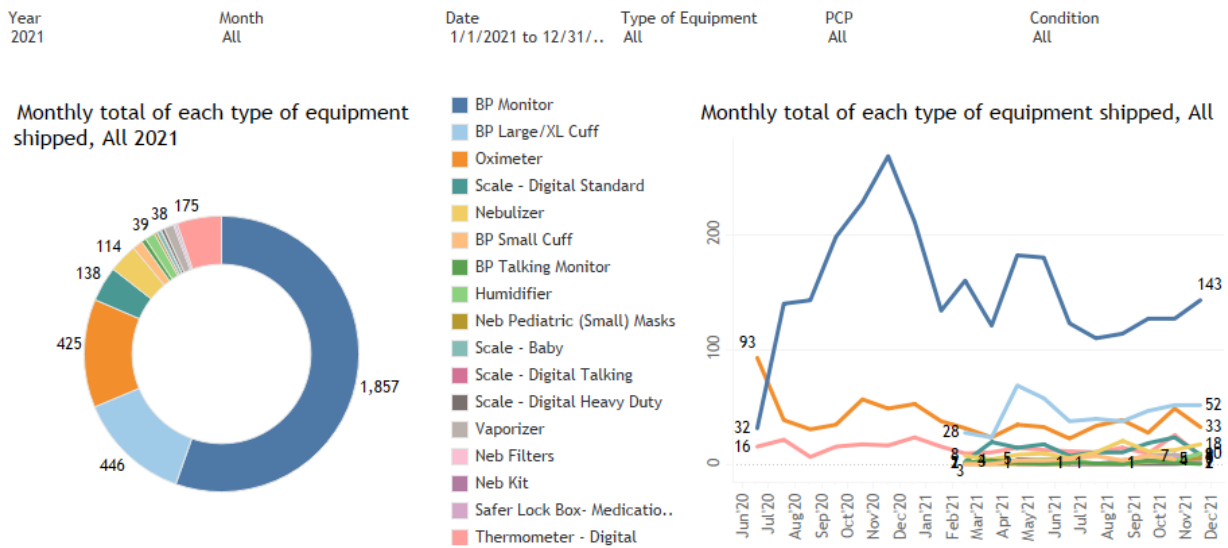 Year
2021
Month
All
Date
1/1/2021 to 12/31/..
Type of Equipment
All
PCP
All
Condition
All
Monthly total of each type of equipment
shipped, All 2021
175
38
39
114
138
425
446
1,857
BP Monitor
BP Large/XL Cuff
Oximeter
Scale - Digital Standard
Nebulizer
BP Small Cuff
BP Talking Monitor
Humidifier
Neb Pediatric (Small) Masks
Scale - Baby
Scale - Digital Talking
Scale - Digital Heavy Duty
Vaporizer
Neb Filters
Neb Kit
Safer Lock Box- Medicatio..
Thermometer - Digital
Monthly total of each type of equipment shipped, All
200
100
0
93
32
16
28
8
3
5
1
1
1
7
143
52
33
18
Jun'20
Jul'20
Aug'20
Sep'20
Oct'20
Nov'20
Dec'20
Jan'21
Feb'21
Mar'21
Apr'21
May'21
Jun'21
Jul'21
Aug'21
Sep'21
Oct'21
Nov'21
Dec'21